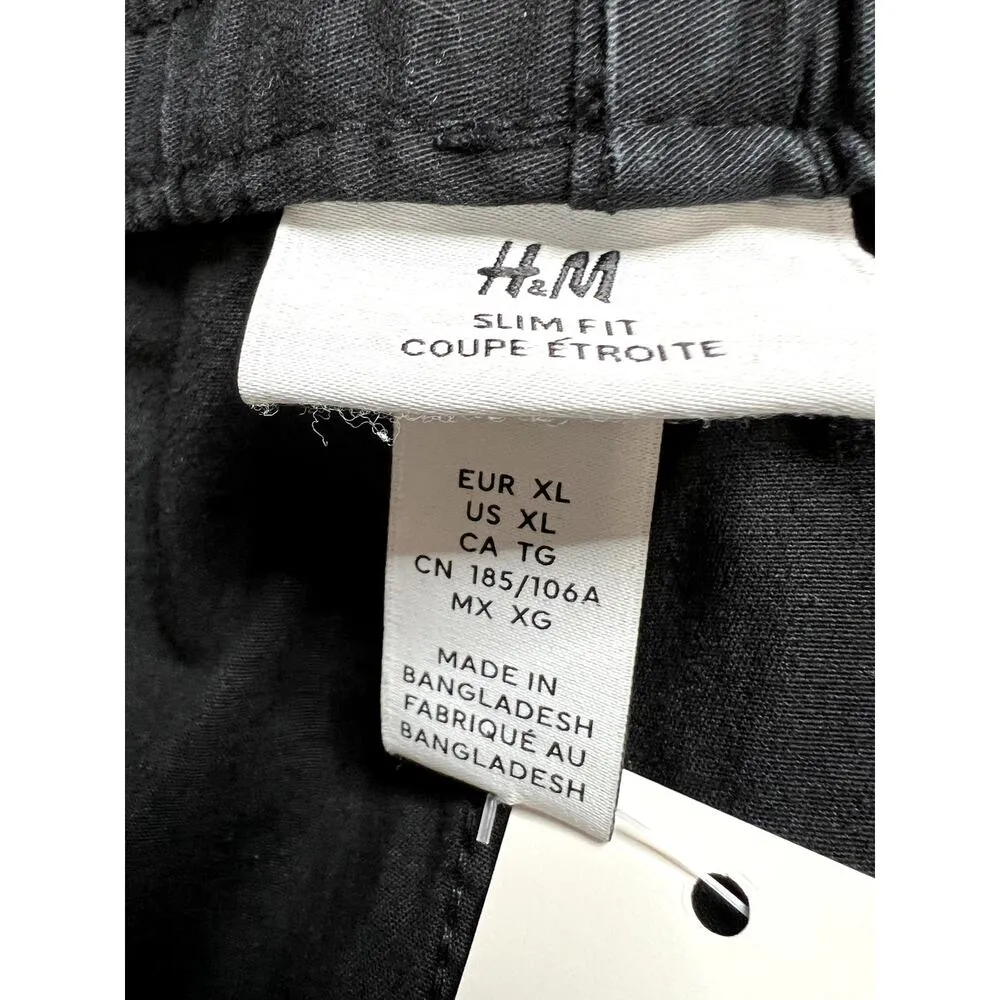 H&M
SLIM FIT
COUPE ÉTROITE
EUR XL
US XL
CA TG
CN 185/106A
MX XG
MADE IN
BANGLADESH
FABRIQUÉ AU
BANGLADESH